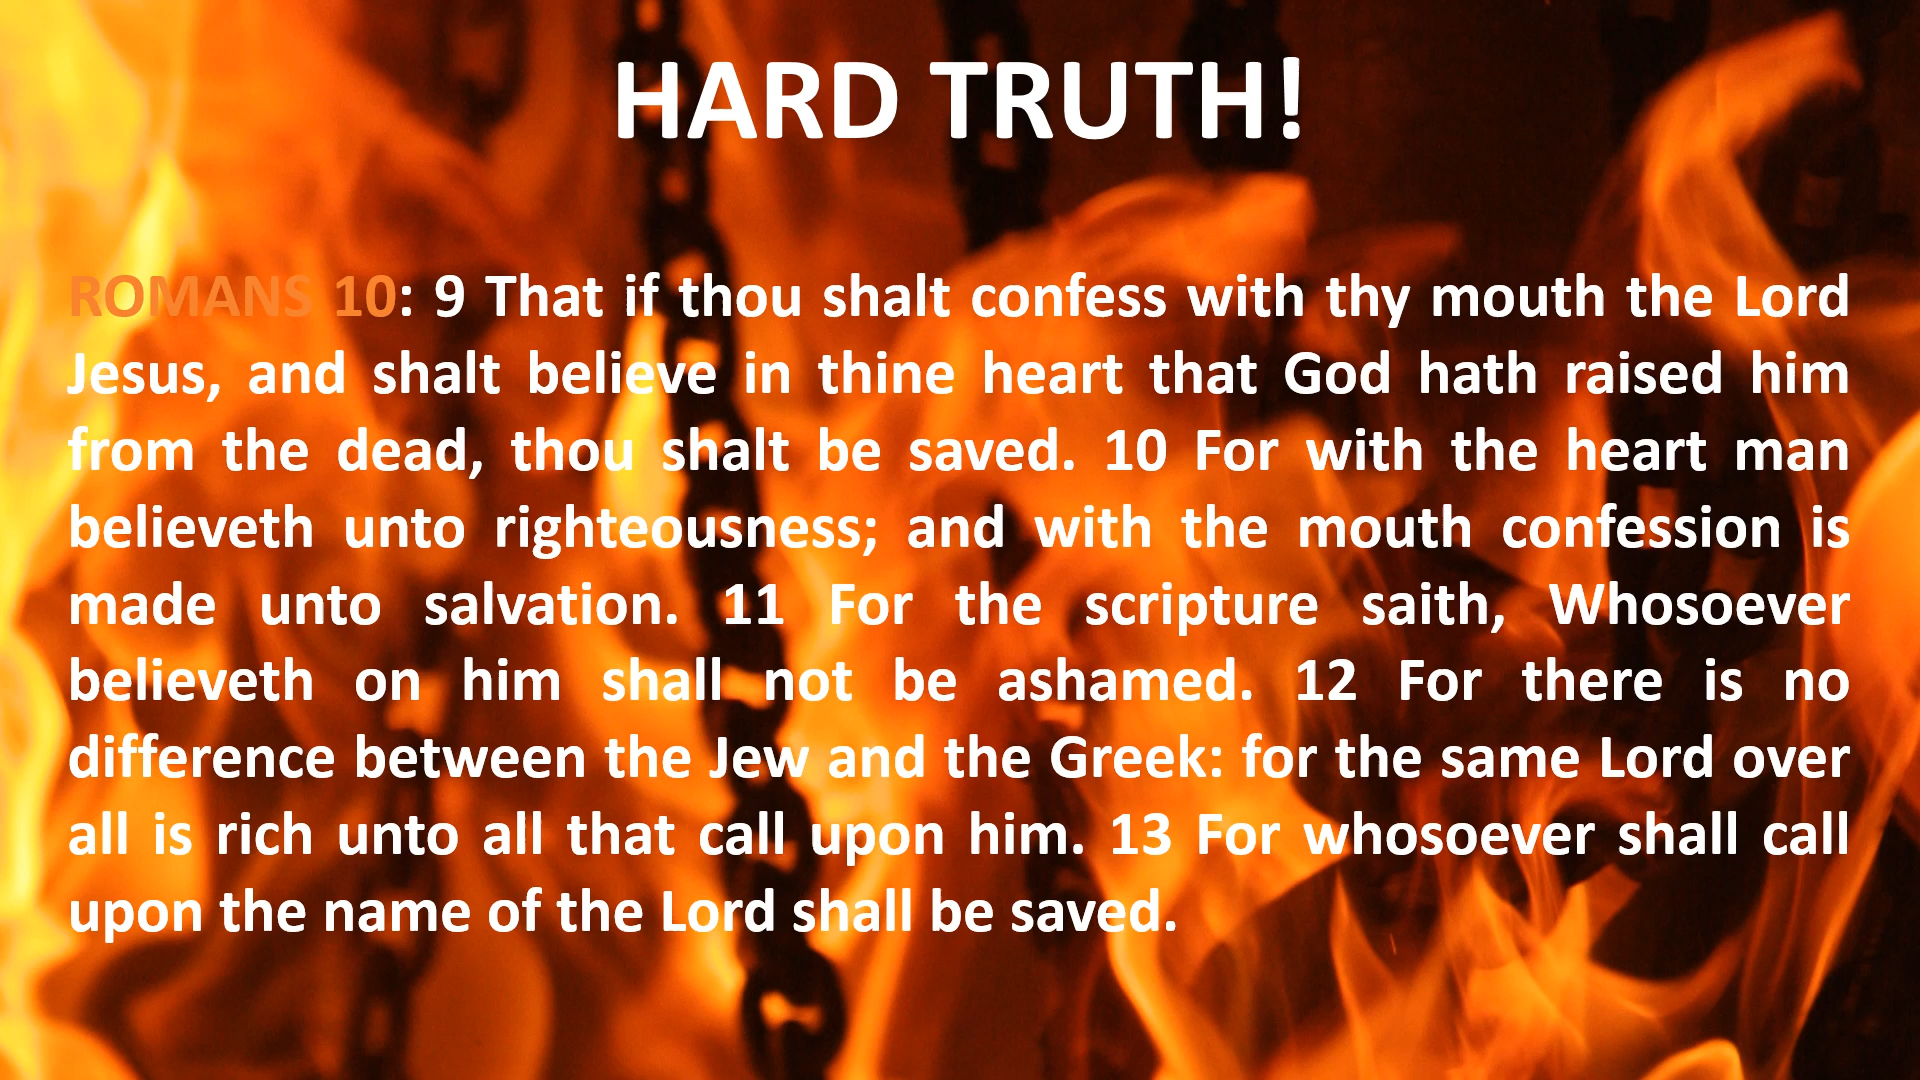 HARD TRUTH!
ROMANS 10: 9 That if thou shalt confess with thy mouth the Lord
Jesus, and shalt believe in thine heart that God hath raised him
from the dead, thou shalt be saved. 10 For with the heart man
believeth unto righteousness; and with the mouth confession is
made unto salvation. 11 For the scripture saith, Whosoever
believeth on him shall not be ashamed. 12 For there is no
difference between the Jew and the Greek: for the same Lord over
all is rich unto all that call upon him. 13 For whosoever shall call
upon the name of the Lord shall be saved.